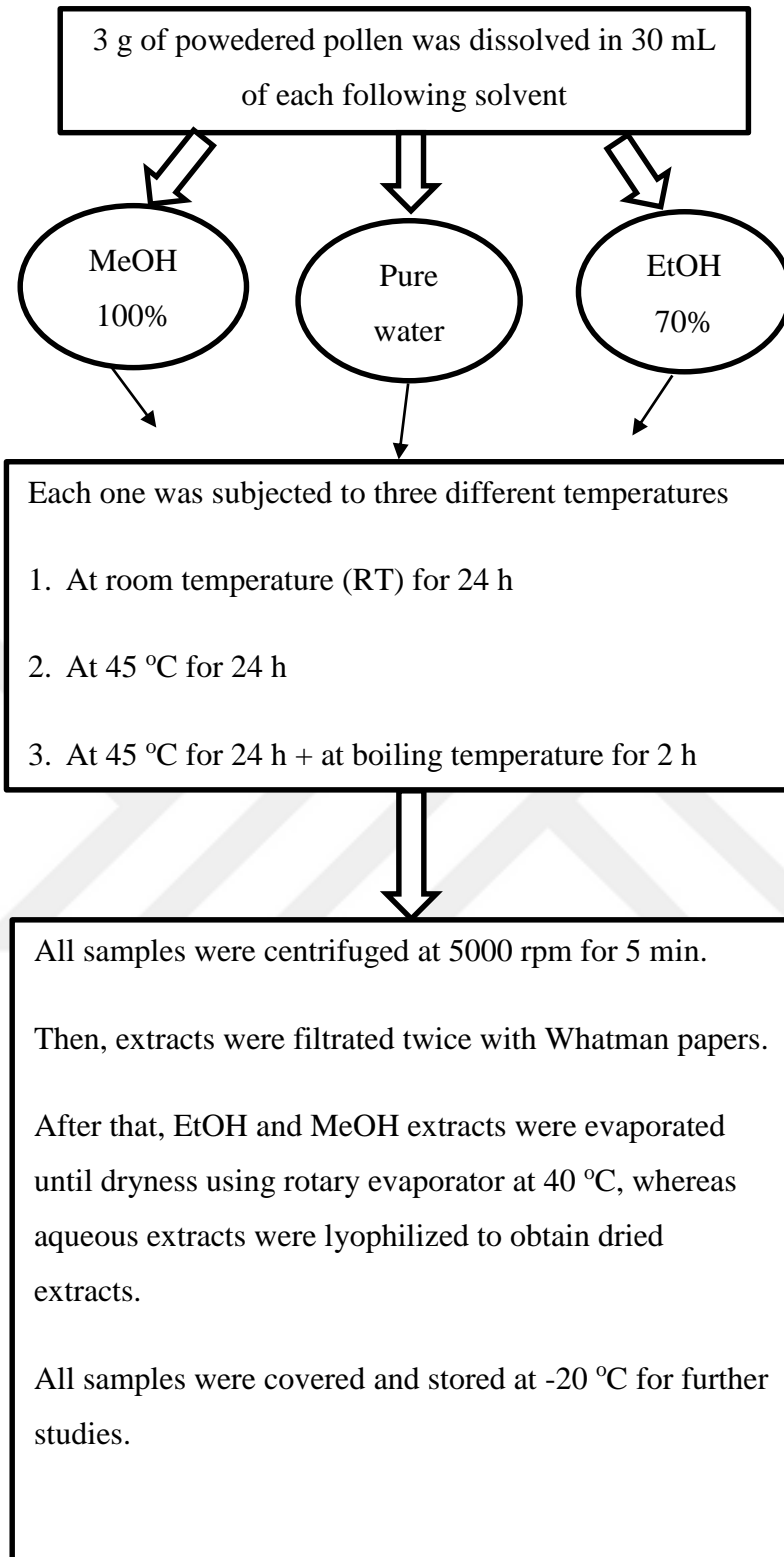 3 g of powedered pollen was dissolved in 30 mL
of each following solvent
MeOH
100%
Pure
water
EtOH
70%
Each one was subjected to three different temperatures
1. At room temperature (RT) for 24 h
2. At 45 °C for 24 h
3. At 45 °C for 24 h + at boiling temperature for 2 h
All samples were centrifuged at 5000 rpm for 5 min.
Then, extracts were filtrated twice with Whatman papers.
After that, EtOH and MeOH extracts were evaporated
until dryness using rotary evaporator at 40 °C, whereas
aqueous extracts were lyophilized to obtain dried
extracts.
All samples were covered and stored at -20 °C for further
studies.